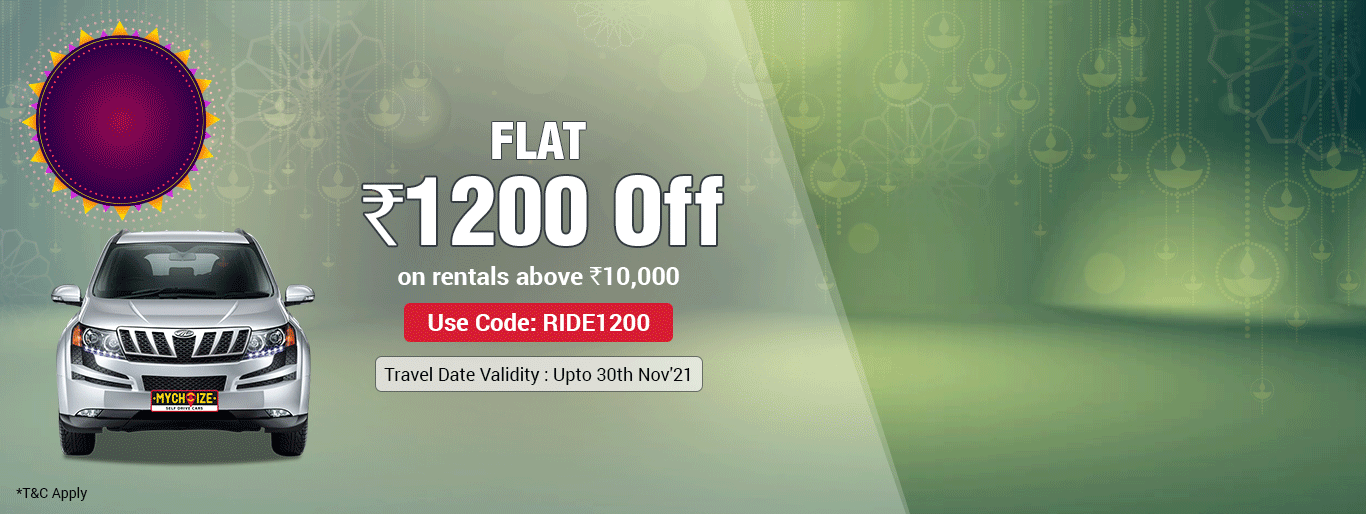 FLAT
₹1200 Off
on rentals above ₹10,000
Use Code: RIDE1200
Travel Date Validity : Upto 30th Nov'21
MYCHOIZE
SELF DRIVE CARS
*T&C Apply